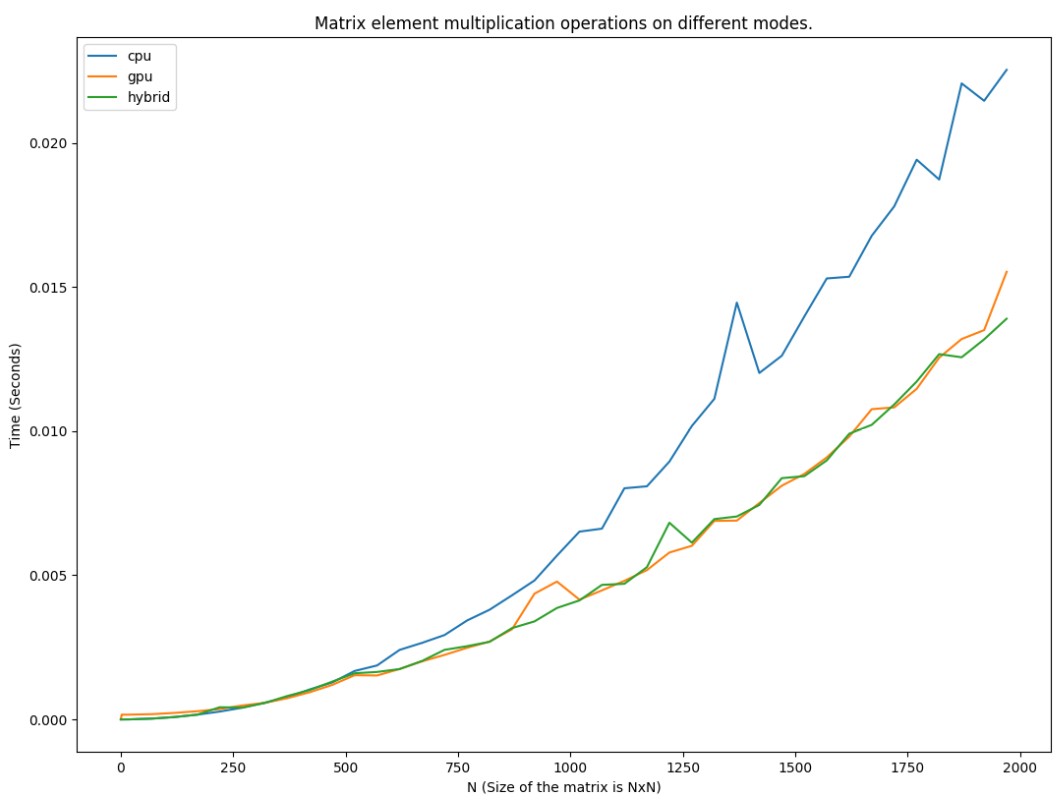 Matrix element multiplication operations on different modes.
cpu
gpu
hybrid
0.020
0.015
0.010
0.005
0.000
Time (Seconds)
0 250 500 750 1000 1250 1500 1750 2000
N (Size of the matrix is NxN)